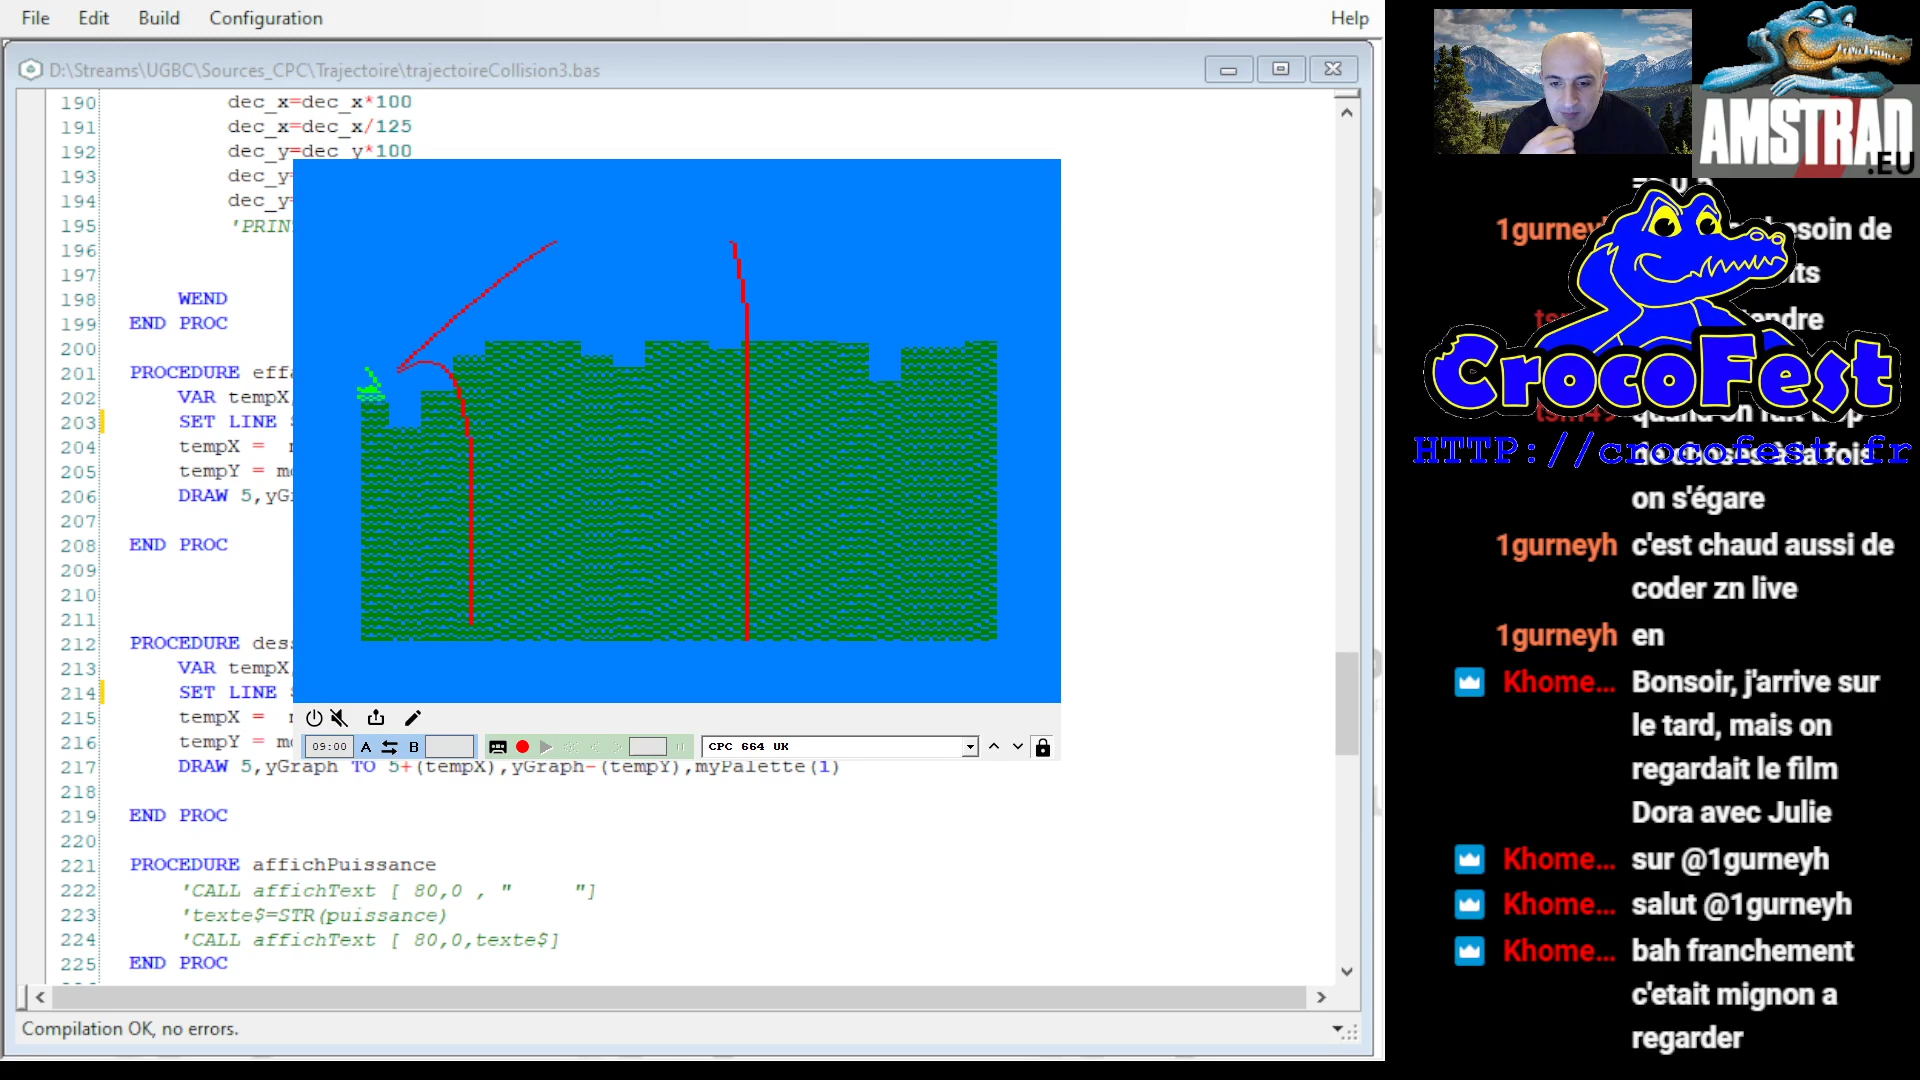 File Edit Build Configuration Help
D:\Streams\UGBC\Sources_CPC\Trajectoire\trajectoireCollision3.bas
190 dec_x=dec_x*100
191 dec_x=dec_x/125
192 dec_y=dec_y*100
193 dec_y=
194 dec_y=
195 'PRIN
196
197
198 WEND
199 END PROC
200
201 PROCEDURE effa
202 VAR tempX
203 SET LINE
204 tempX =
205 tempY = m
206 DRAW 5,yG
207
208 END PROC
209
210
211
212 PROCEDURE des
213 VAR tempX
214 SET LINE
215 tempX =
216 tempY = m
217 DRAW 5,yGraph TO 5+(tempX),yGraph-(tempY),myPalette(1)
218
219 END PROC
220
221 PROCEDURE affichPuissance
222 'CALL affichText [ 80,0 , "      "]
223 'texte$=STR(puissance)
224 'CALL affichText [ 80,0,texte$]
225 END PROC
09:00 A B CPC 664 UK
Compilation OK, no errors.
AMSTRAD
.EU
CrocoFest
HTTP://crocofest.fr
on s'égare
1gurneyh c'est chaud aussi de
coder zn live
1gurneyh en
Khome... Bonsoir, j'arrive sur
le tard, mais on
regardait le film
Dora avec Julie
Khome... sur @1gurneyh
Khome... salut @1gurneyh
Khome... bah franchement
c'etait mignon a
regarder